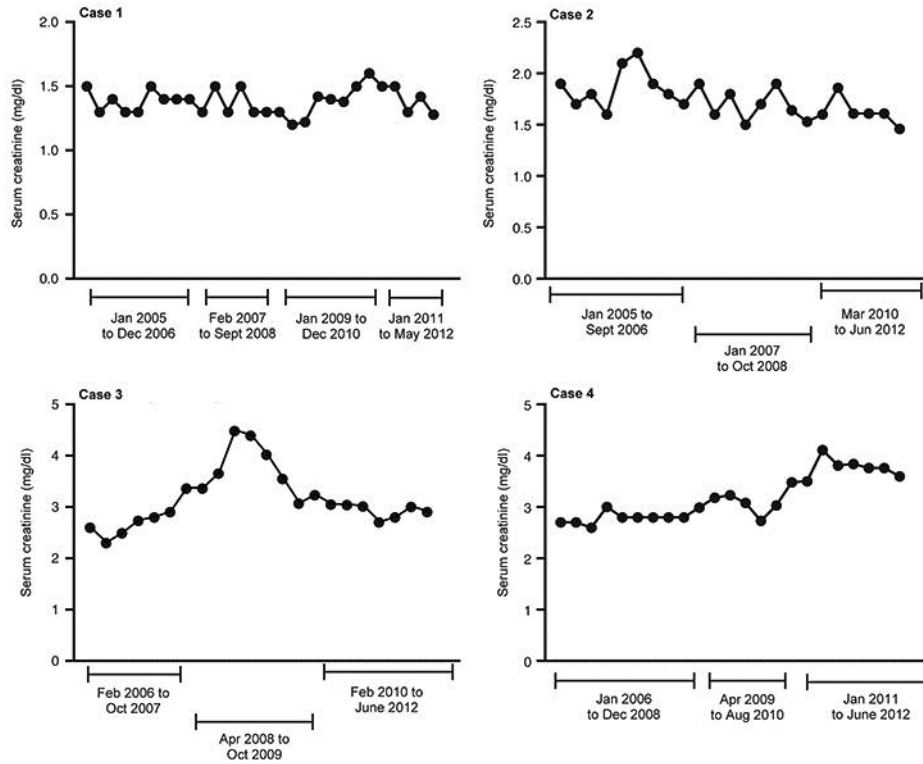 Case 1
Serum creatinine (mg/dl)
2.0
1.5
1.0
0.5
0.0
Jan 2005
to Dec 2006
Feb 2007
to Sept 2008
Jan 2009 to
Dec 2010
Jan 2011
to May 2012
Case 2
Serum creatinine (mg/dl)
2.5
2.0
1.5
1.0
0.5
0.0
Jan 2005 to
Sept 2006
Jan 2007
to Oct 2008
Mar 2010
to Jun 2012
Case 3
Serum creatinine (mg/dl)
5
4
3
2
1
0
Feb 2006 to
Oct 2007
Apr 2008 to
Oct 2009
Feb 2010 to
June 2012
Case 4
Serum creatinine (mg/dl)
5
4
3
2
1
0
Jan 2006
to Dec 2008
Apr 2009
to Aug 2010
Jan 2011
to June 2012